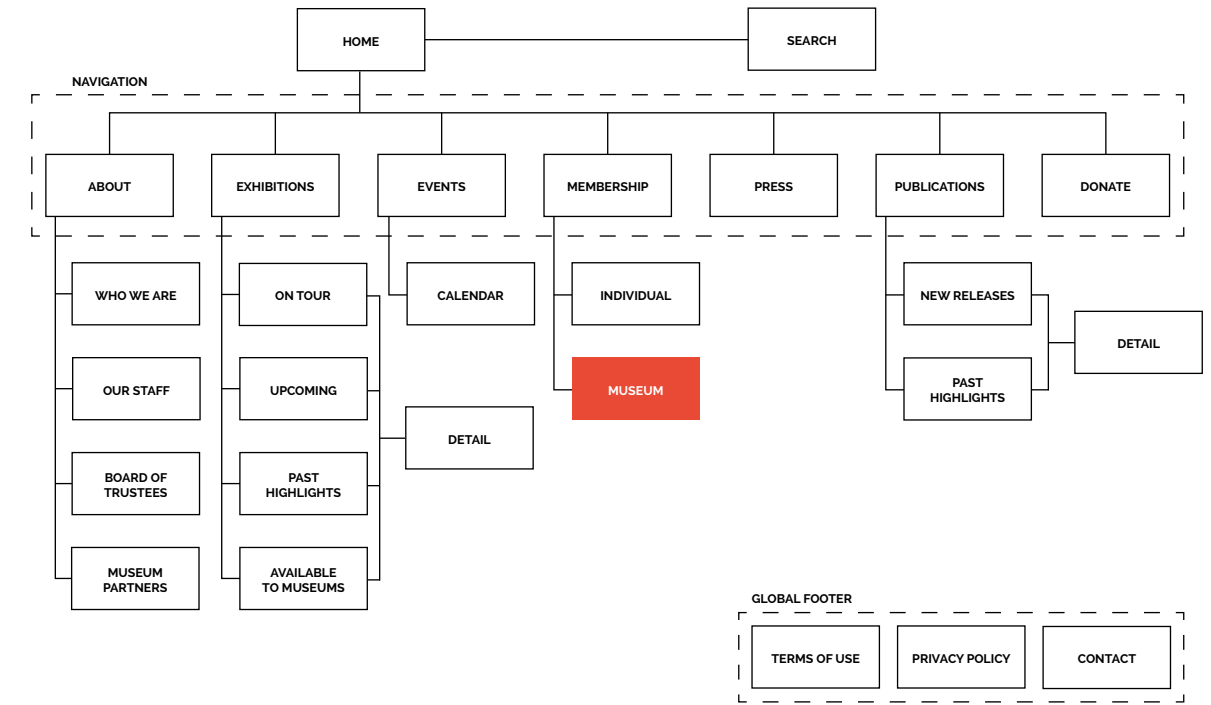 HOME
SEARCH
NAVIGATION
ABOUT
EXHIBITIONS
EVENTS
MEMBERSHIP
PRESS
PUBLICATIONS
DONATE
WHO WE ARE
ON TOUR
CALENDAR
INDIVIDUAL
NEW RELEASES
DETAIL
OUR STAFF
UPCOMING
MUSEUM
PAST
HIGHLIGHTS
DETAIL
BOARD OF
TRUSTEES
PAST
HIGHLIGHTS
MUSEUM
PARTNERS
AVAILABLE
TO MUSEUMS
GLOBAL FOOTER
TERMS OF USE
PRIVACY POLICY
CONTACT